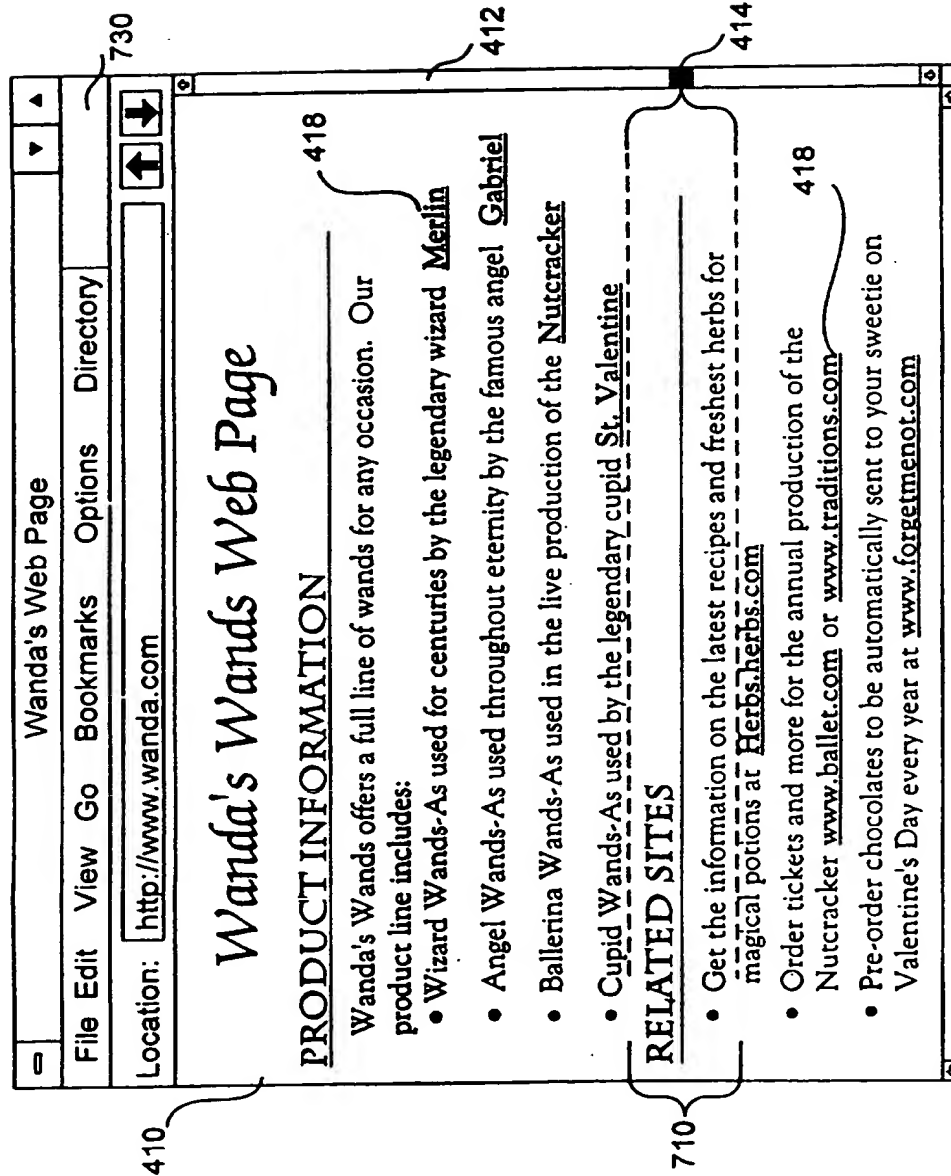 Wanda's Web Page
File Edit View Go Bookmarks Options Directory
730
Location: http://www.wanda.com
410
Wanda's Wands Web Page
PRODUCT INFORMATION
Wanda's Wands offers a full line of wands for any occasion. Our
product line includes:
418
• Wizard Wands-As used for centuries by the legendary wizard Merlin
• Angel Wands-As used throughout eternity by the famous angel Gabriel
412
• Ballerina Wands-As used in the live production of the Nutcracker
• Cupid Wands-As used by the legendary cupid St. Valentine
RELATED SITES
414
710
• Get the information on the latest recipes and freshest herbs for
magical potions at Herbs.herbs.com
• Order tickets and more for the annual production of the
Nutcracker www.ballet.com or www.traditions.com
418
• Pre-order chocolates to be automatically sent to your sweetie on
Valentine's Day every year at www.forgetmenot.com